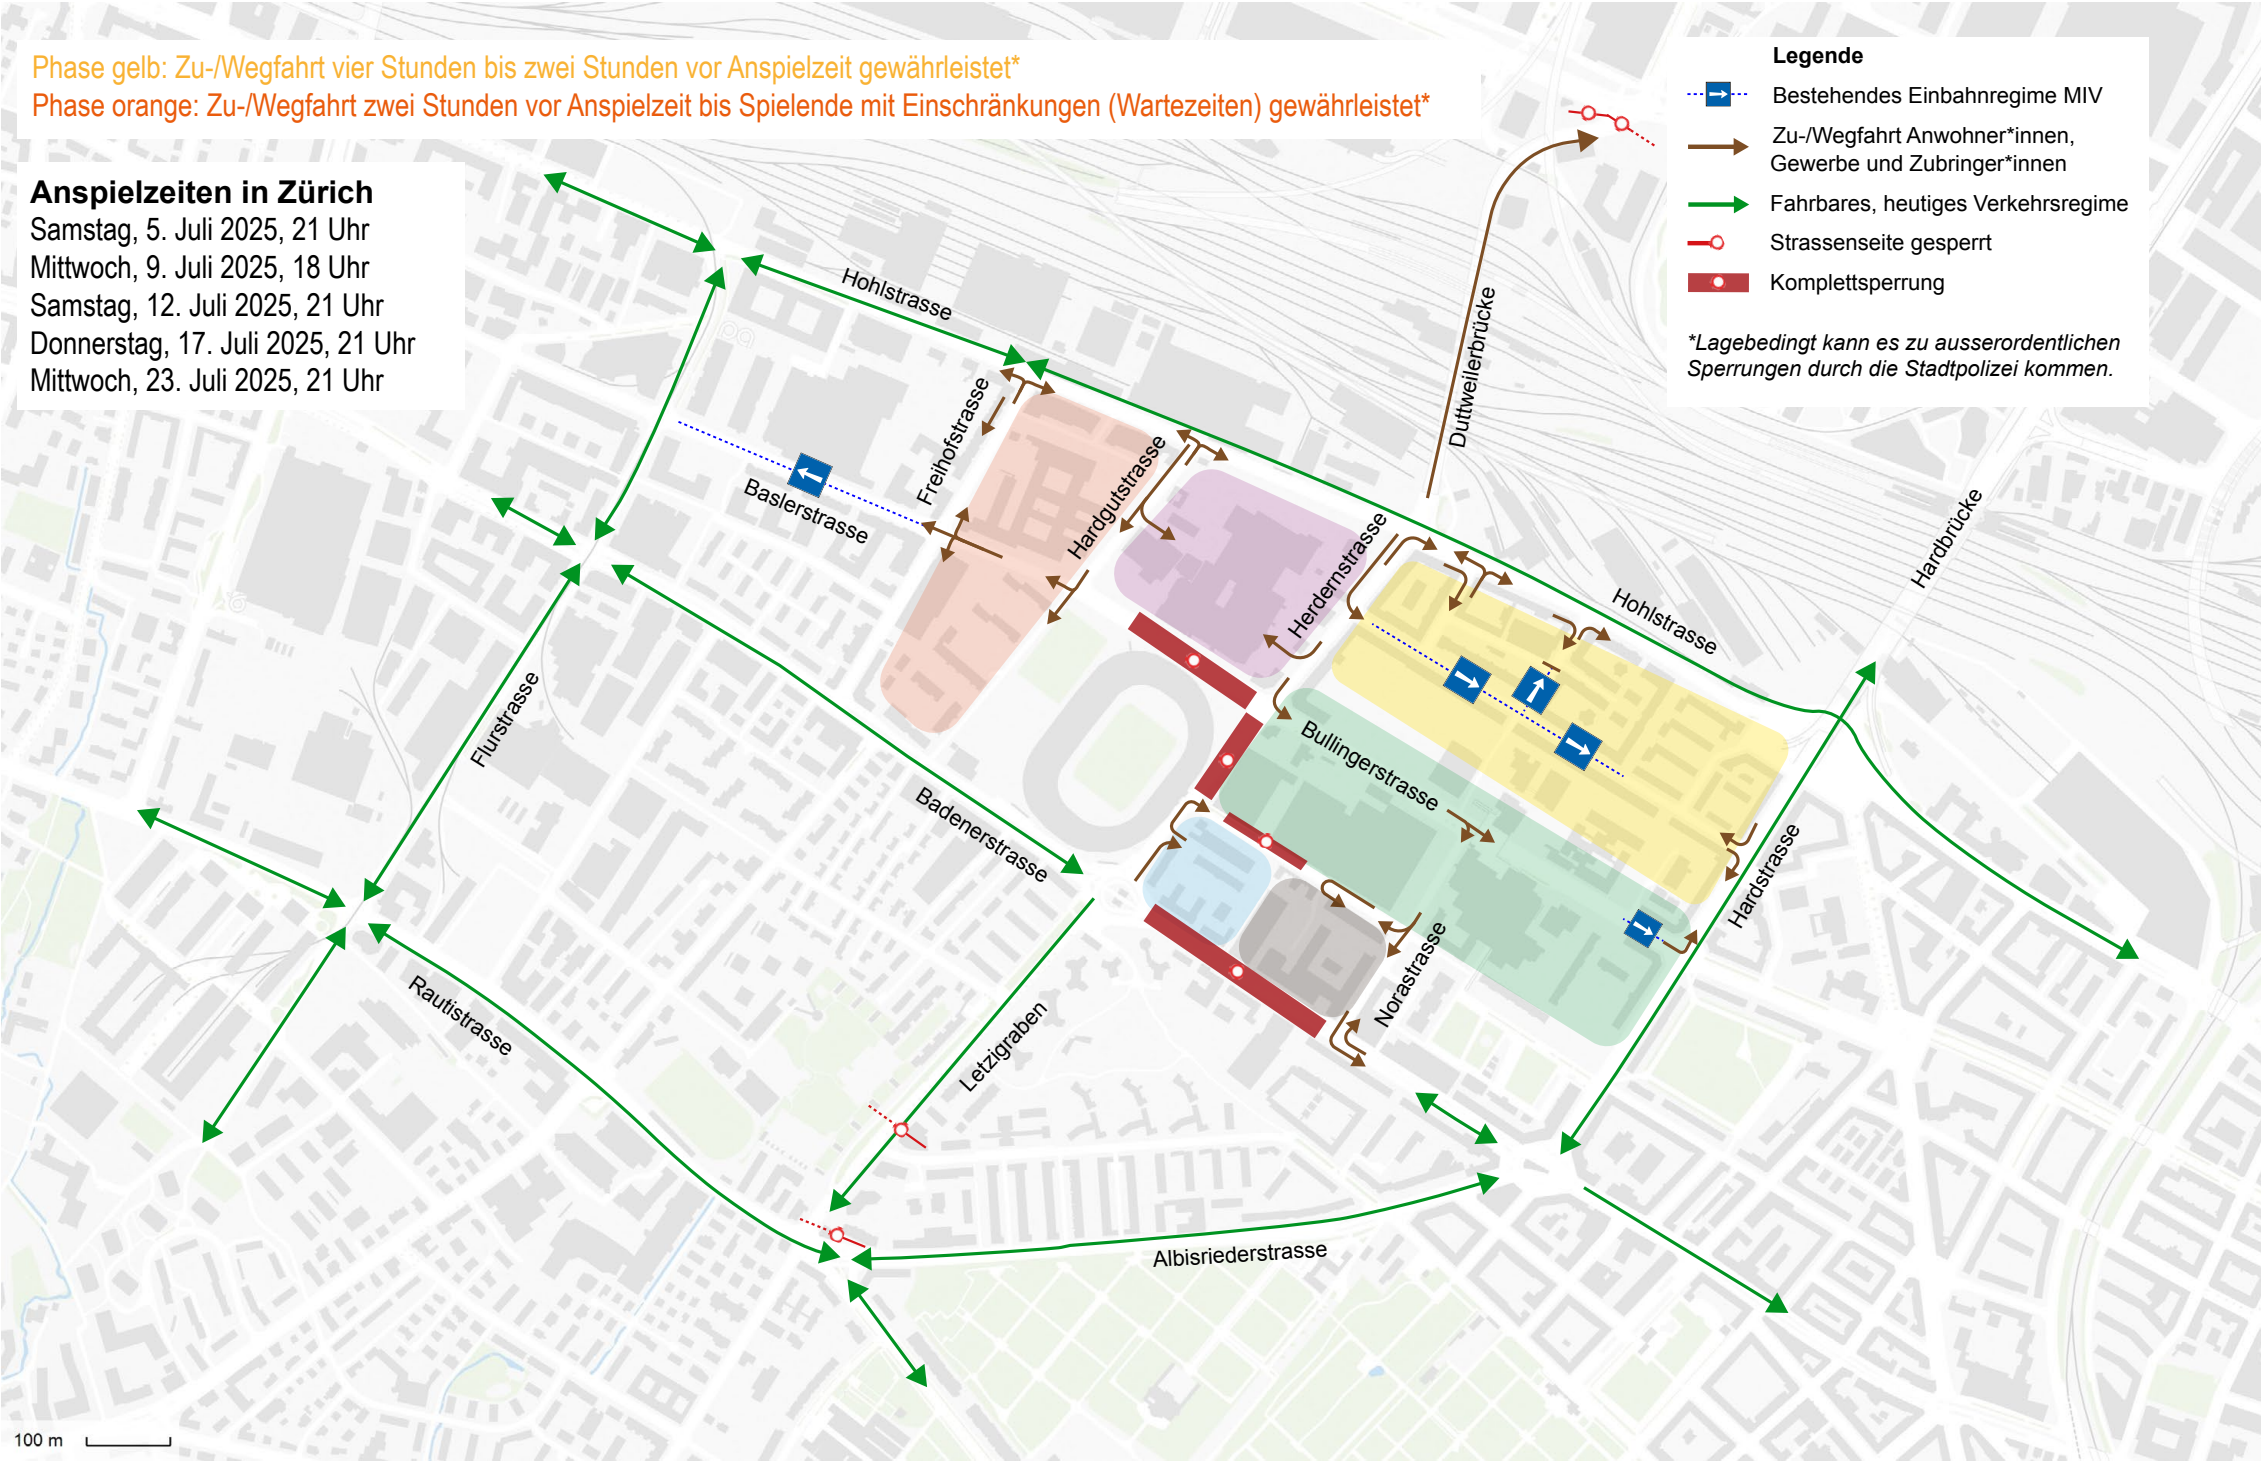 Phase gelb: Zu-/Wegfahrt vier Stunden bis zwei Stunden vor Anspielzeit gewährleistet*
Phase orange: Zu-/Wegfahrt zwei Stunden vor Anspielzeit bis Spielende mit Einschränkungen (Wartezeiten) gewährleistet*
Anspielzeiten in Zürich
Samstag, 5. Juli 2025, 21 Uhr
Mittwoch, 9. Juli 2025, 18 Uhr
Samstag, 12. Juli 2025, 21 Uhr
Donnerstag, 17. Juli 2025, 21 Uhr
Mittwoch, 23. Juli 2025, 21 Uhr
Legende
Bestehendes Einbahnregime MIV
Zu-/Wegfahrt Anwohner*innen,
Gewerbe und Zubringer*innen
Fahrbares, heutiges Verkehrsregime
Strassenseite gesperrt
Komplettsperrung
*Lagebedingt kann es zu ausserordentlichen
Sperrungen durch die Stadtpolizei kommen.
Hohlstrasse
Duttweilerbrücke
Freihofstrasse
Baslerstrasse
Hardgutstrasse
Herdernstrasse
Hohlstrasse
Hardbrücke
Flurstrasse
Bullingerstrasse
Badenerstrasse
Hardstrasse
Norastrasse
Rautistrasse
Letzigraben
Albisriederstrasse
100 m